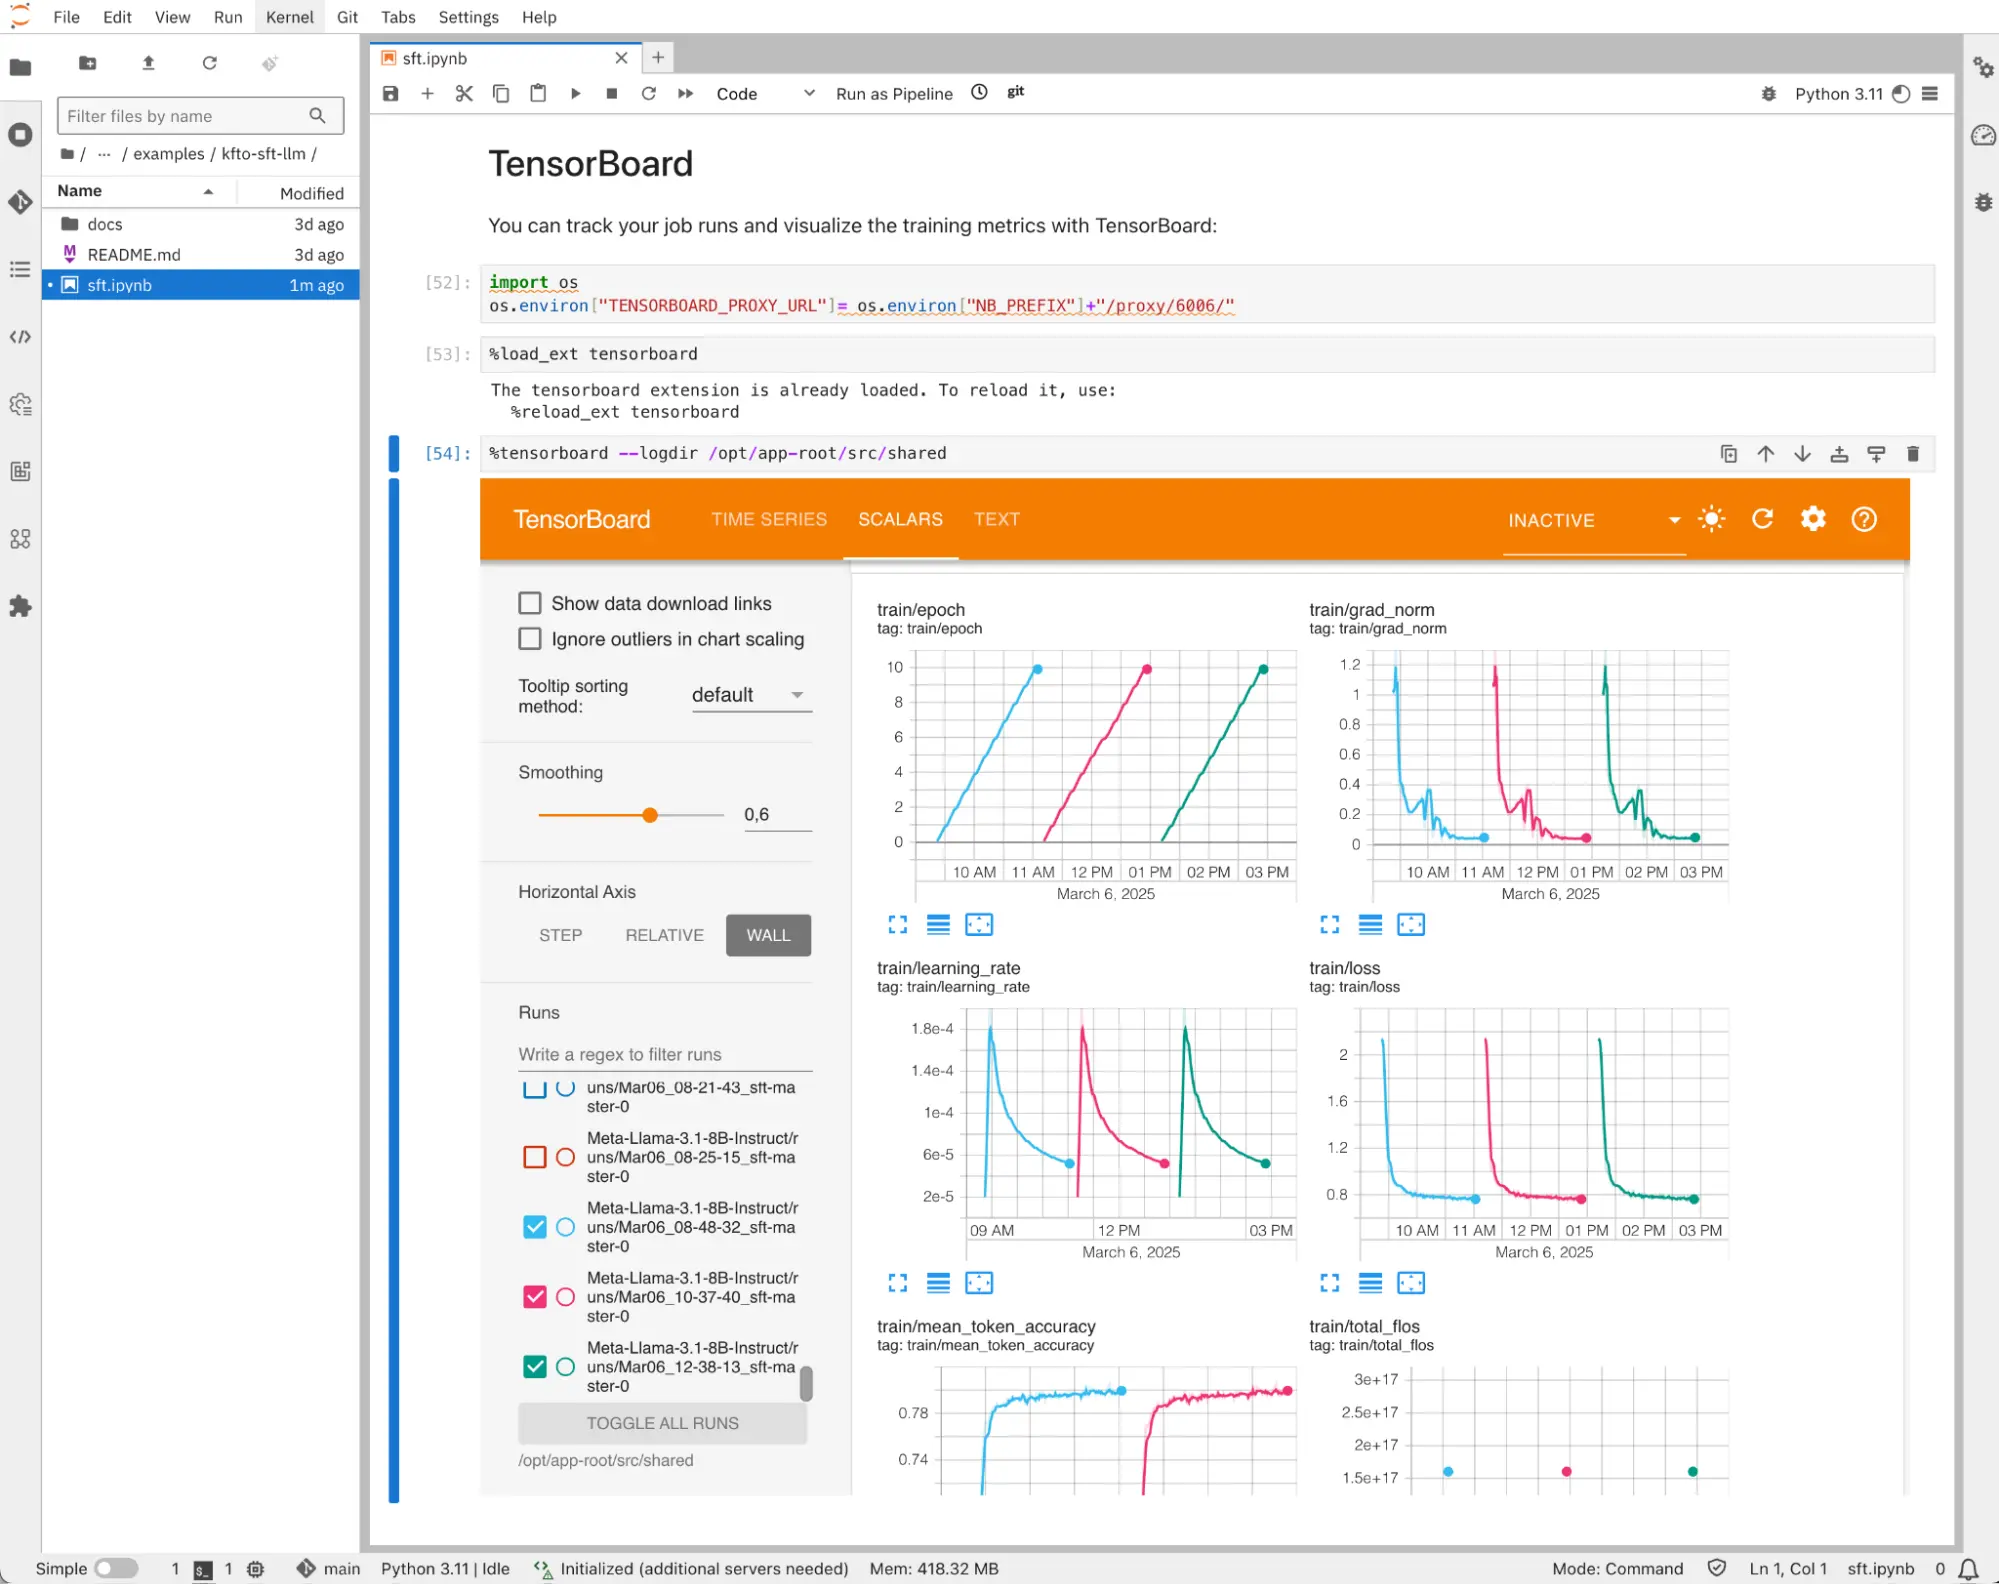 File Edit View Run Kernel Git Tabs Settings Help
Filter files by name
/ ··· / examples / kfto-sft-llm /
Name Modified
docs 3d ago
README.md 3d ago
sft.ipynb 1m ago
sft.ipynb
Code Run as Pipeline git Python 3.11
TensorBoard
You can track your job runs and visualize the training metrics with TensorBoard:
[52]: import os
os.environ["TENSORBOARD_PROXY_URL"]= os.environ["NB_PREFIX"]+"/proxy/6006/"
[53]: %load_ext tensorboard
The tensorboard extension is already loaded. To reload it, use:
%reload_ext tensorboard
[54]: %tensorboard --logdir /opt/app-root/src/shared
TensorBoard TIME SERIES SCALARS TEXT INACTIVE
Show data download links
Ignore outliers in chart scaling
Tooltip sorting
method:
default
Smoothing
0,6
Horizontal Axis
STEP RELATIVE WALL
Runs
Write a regex to filter runs
uns/Mar06_08-21-43_sft-ma
ster-0
Meta-Llama-3.1-8B-Instruct/r
uns/Mar06_08-25-15_sft-ma
ster-0
Meta-Llama-3.1-8B-Instruct/r
uns/Mar06_08-48-32_sft-ma
ster-0
Meta-Llama-3.1-8B-Instruct/r
uns/Mar06_10-37-40_sft-ma
ster-0
Meta-Llama-3.1-8B-Instruct/r
uns/Mar06_12-38-13_sft-ma
ster-0
TOGGLE ALL RUNS
/opt/app-root/src/shared
train/epoch
tag: train/epoch
10
8
6
4
2
0
10 AM 11 AM 12 PM 01 PM 02 PM 03 PM
March 6, 2025
train/grad_norm
tag: train/grad_norm
1.2
1
0.8
0.6
0.4
0.2
0
10 AM 11 AM 12 PM 01 PM 02 PM 03 PM
March 6, 2025
train/learning_rate
tag: train/learning_rate
1.8e-4
1.4e-4
1e-4
6e-5
2e-5
09 AM 12 PM 03 PM
March 6, 2025
train/loss
tag: train/loss
2
1.6
1.2
0.8
10 AM 11 AM 12 PM 01 PM 02 PM 03 PM
March 6, 2025
train/mean_token_accuracy
tag: train/mean_token_accuracy
0.78
0.74
train/total_flos
tag: train/total_flos
3e+17
2.5e+17
2e+17
1.5e+17
Simple 1 1 main Python 3.11 | Idle Initialized (additional servers needed) Mem: 418.32 MB Mode: Command Ln 1, Col 1 sft.ipynb 0